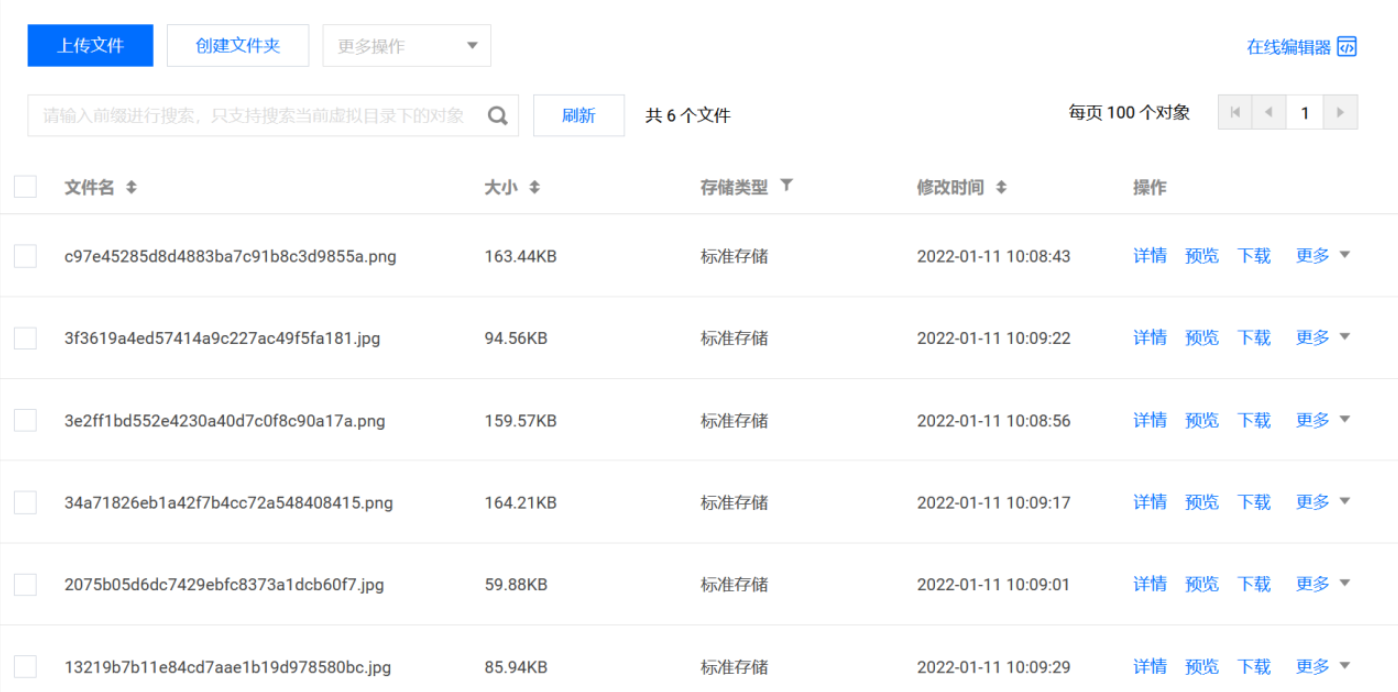 上传文件 创建文件夹 更多操作 在线编辑器
请输入前缀进行搜索，只支持搜索当前虚拟目录下的对象 刷新 共 6 个文件 每页 100 个对象 1
文件名 大小 存储类型 修改时间 操作
c97e45285d8d4883ba7c91b8c3d9855a.png 163.44KB 标准存储 2022-01-11 10:08:43 详情 预览 下载 更多
3f3619a4ed57414a9c227ac49f5fa181.jpg 94.56KB 标准存储 2022-01-11 10:09:22 详情 预览 下载 更多
3e2ff1bd552e4230a40d7c0f8c90a17a.png 159.57KB 标准存储 2022-01-11 10:08:56 详情 预览 下载 更多
34a71826eb1a42f7b4cc72a548408415.png 164.21KB 标准存储 2022-01-11 10:09:17 详情 预览 下载 更多
2075b05d6dc7429ebfc8373a1dcb60f7.jpg 59.88KB 标准存储 2022-01-11 10:09:01 详情 预览 下载 更多
13219b7b11e84cd7aae1b19d978580bc.jpg 85.94KB 标准存储 2022-01-11 10:09:29 详情 预览 下载 更多